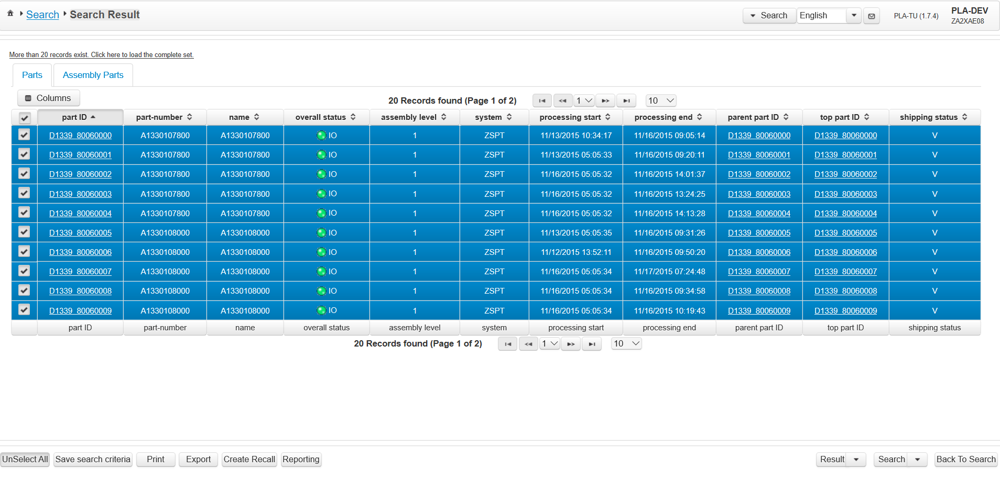 Search Search Result Search English PLA-TU (1.7.4) PLA-DEV
ZA2XAE08
More than 20 records exist. Click here to load the complete set.
Parts Assembly Parts
Columns 20 Records found (Page 1 of 2) 1 10
part ID part-number name overall status assembly level system processing start processing end parent part ID top part ID shipping status
D1339_80060000 A1330107800 A1330107800 IO 1 ZSPT 11/13/2015 10:34:17 11/16/2015 09:05:14 D1339_80060000 D1339_80060000 V
D1339_80060001 A1330107800 A1330107800 IO 1 ZSPT 11/13/2015 05:05:33 11/16/2015 09:20:11 D1339_80060001 D1339_80060001 V
D1339_80060002 A1330107800 A1330107800 IO 1 ZSPT 11/16/2015 05:05:32 11/16/2015 14:01:37 D1339_80060002 D1339_80060002 V
D1339_80060003 A1330107800 A1330107800 IO 1 ZSPT 11/16/2015 05:05:32 11/16/2015 13:24:25 D1339_80060003 D1339_80060003 V
D1339_80060004 A1330107800 A1330107800 IO 1 ZSPT 11/16/2015 05:05:32 11/16/2015 14:13:28 D1339_80060004 D1339_80060004 V
D1339_80060005 A1330108000 A1330108000 IO 1 ZSPT 11/13/2015 05:05:35 11/16/2015 09:31:26 D1339_80060005 D1339_80060005 V
D1339_80060006 A1330108000 A1330108000 IO 1 ZSPT 11/12/2015 13:52:11 11/16/2015 09:50:20 D1339_80060006 D1339_80060006 V
D1339_80060007 A1330108000 A1330108000 IO 1 ZSPT 11/16/2015 05:05:34 11/17/2015 07:24:48 D1339_80060007 D1339_80060007 V
D1339_80060008 A1330108000 A1330108000 IO 1 ZSPT 11/16/2015 05:05:34 11/16/2015 09:34:58 D1339_80060008 D1339_80060008 V
D1339_80060009 A1330108000 A1330108000 IO 1 ZSPT 11/16/2015 05:05:34 11/16/2015 10:19:43 D1339_80060009 D1339_80060009 V
part ID part-number name overall status assembly level system processing start processing end parent part ID top part ID shipping status
20 Records found (Page 1 of 2) 1 10
UnSelect All Save search criteria Print Export Create Recall Reporting Result Search Back To Search